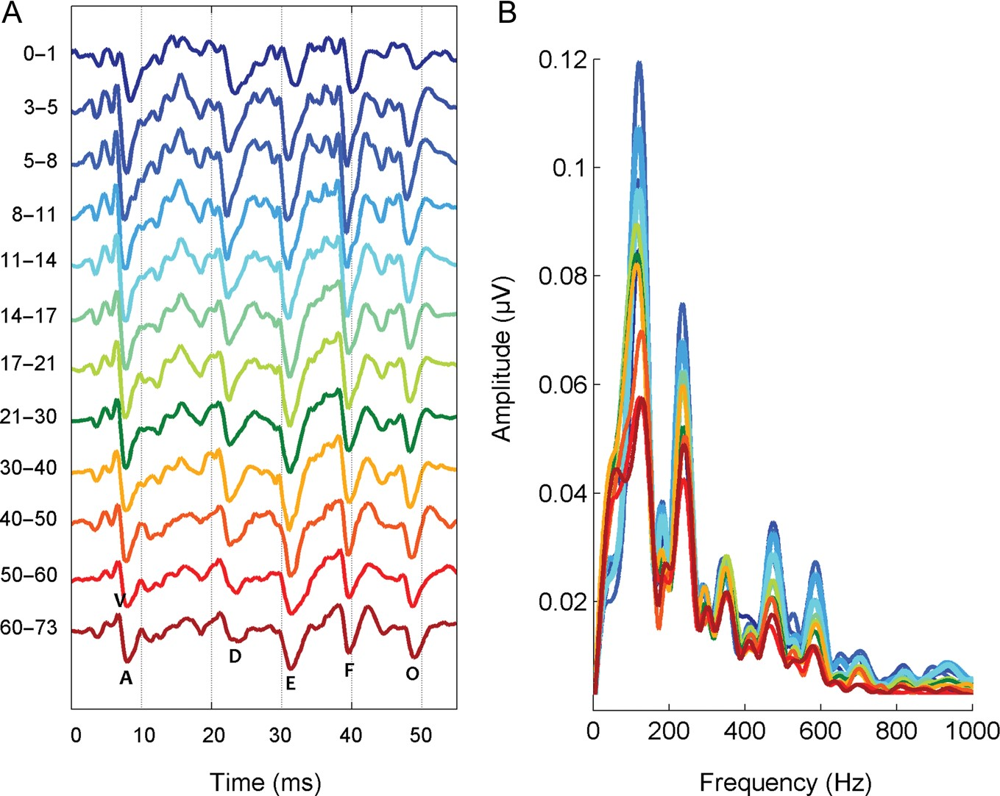 A
0–1
3–5
5–8
8–11
11–14
14–17
17–21
21–30
30–40
40–50
50–60
60–73
V
A
D
E
F
O
0 10 20 30 40 50
Time (ms)
B
0.12
0.1
0.08
0.06
0.04
0.02
Amplitude (μV)
0 200 400 600 800 1000
Frequency (Hz)